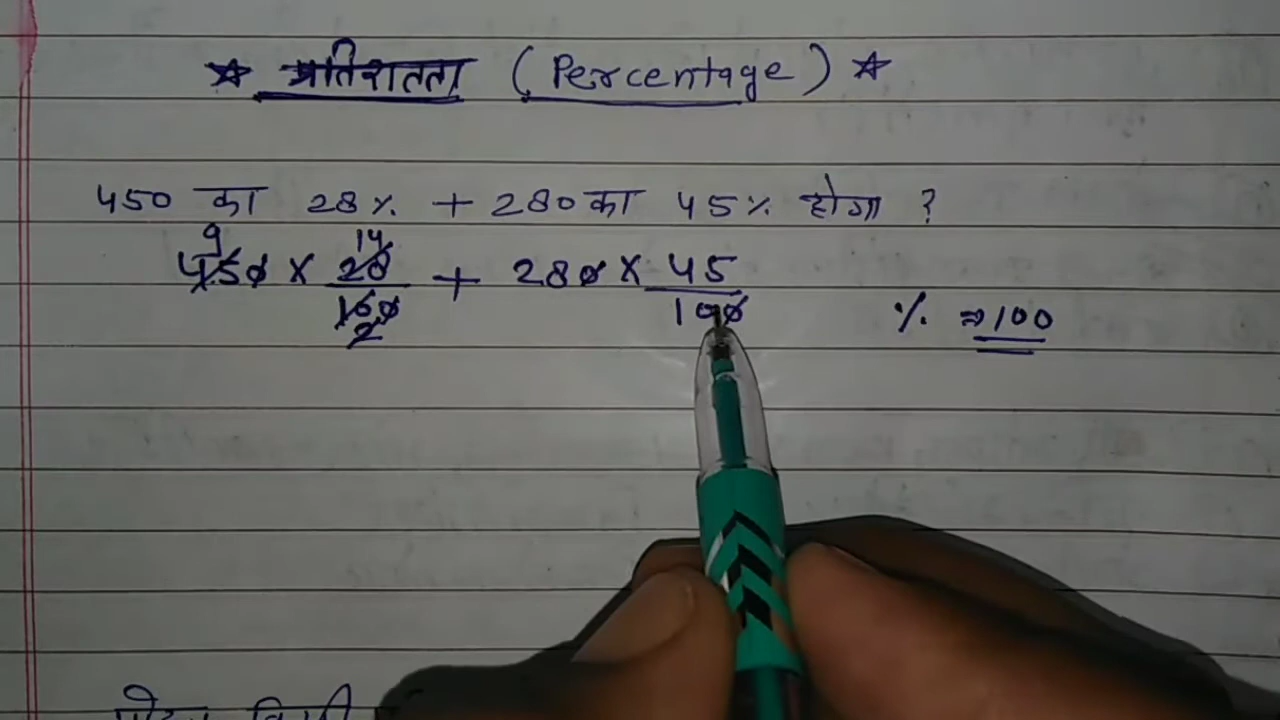 * प्रतिशतता (Percentage) *
450 का 28% + 280 का 45% होगा ?
9 14
450 × 28 + 280 × 45
100 100 % ⇒ 100
2